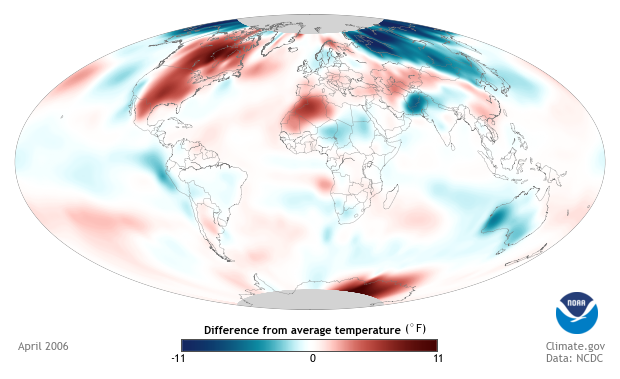 NOAA
Difference from average temperature (°F)
April 2006
-11 0 11
Climate.gov
Data: NCDC